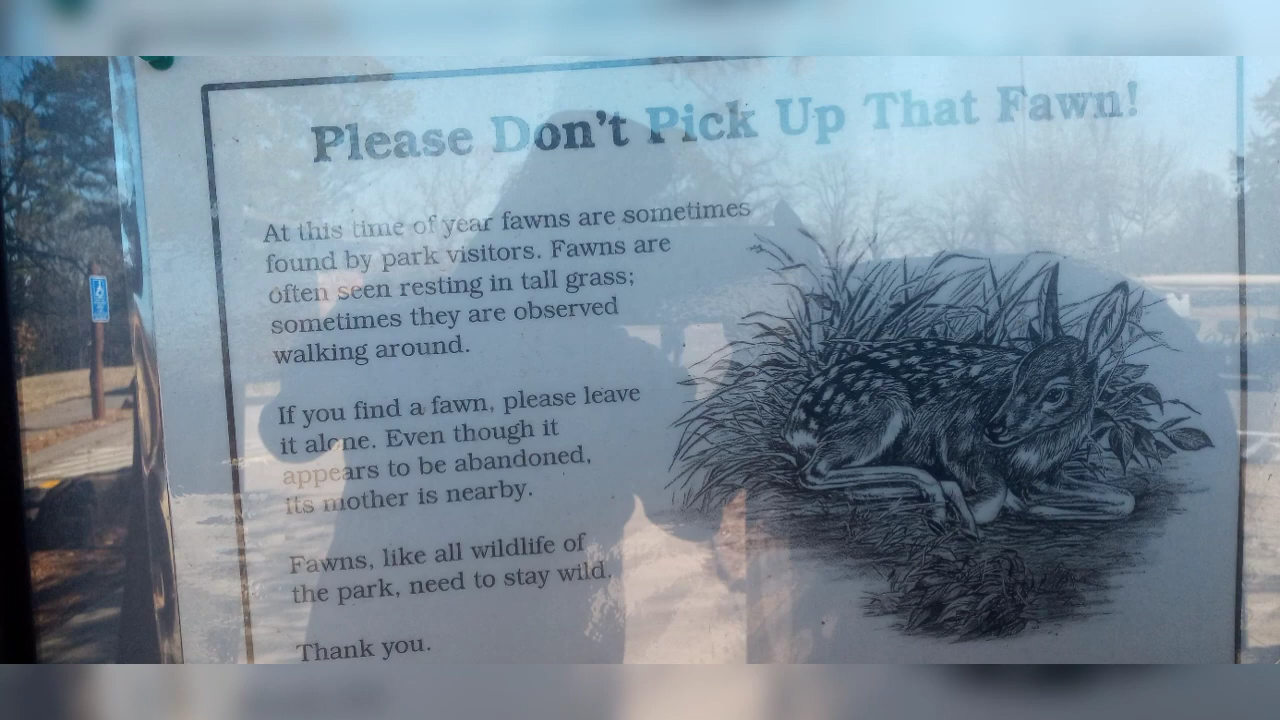 Please Don't Pick Up That Fawn!
At this time of year fawns are sometimes
found by park visitors. Fawns are
often seen resting in tall grass;
sometimes they are observed
walking around.
If you find a fawn, please leave
it alone. Even though it
appears to be abandoned,
its mother is nearby.
Fawns, like all wildlife of
the park, need to stay wild.
Thank you.